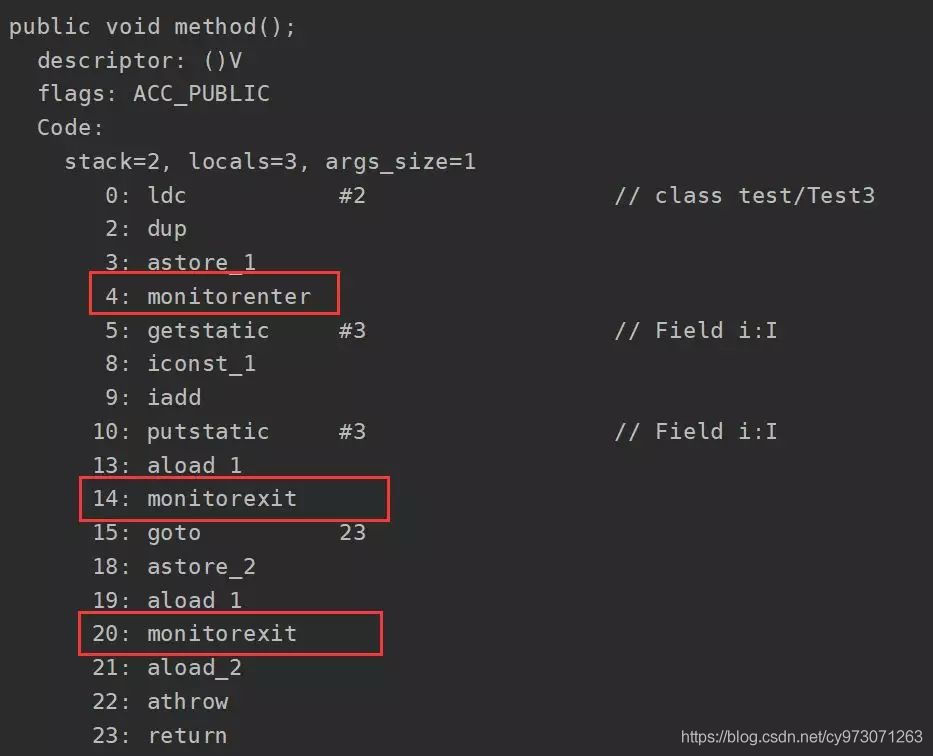 public void method();
descriptor: ()V
flags: ACC_PUBLIC
Code:
stack=2, locals=3, args_size=1
0: ldc #2 // class test/Test3
2: dup
3: astore_1
4: monitorenter
5: getstatic #3 // Field i:I
8: iconst_1
9: iadd
10: putstatic #3 // Field i:I
13: aload_1
14: monitorexit
15: goto 23
18: astore_2
19: aload_1
20: monitorexit
21: aload_2
22: athrow
23: return
https://blog.csdn.net/cy973071263